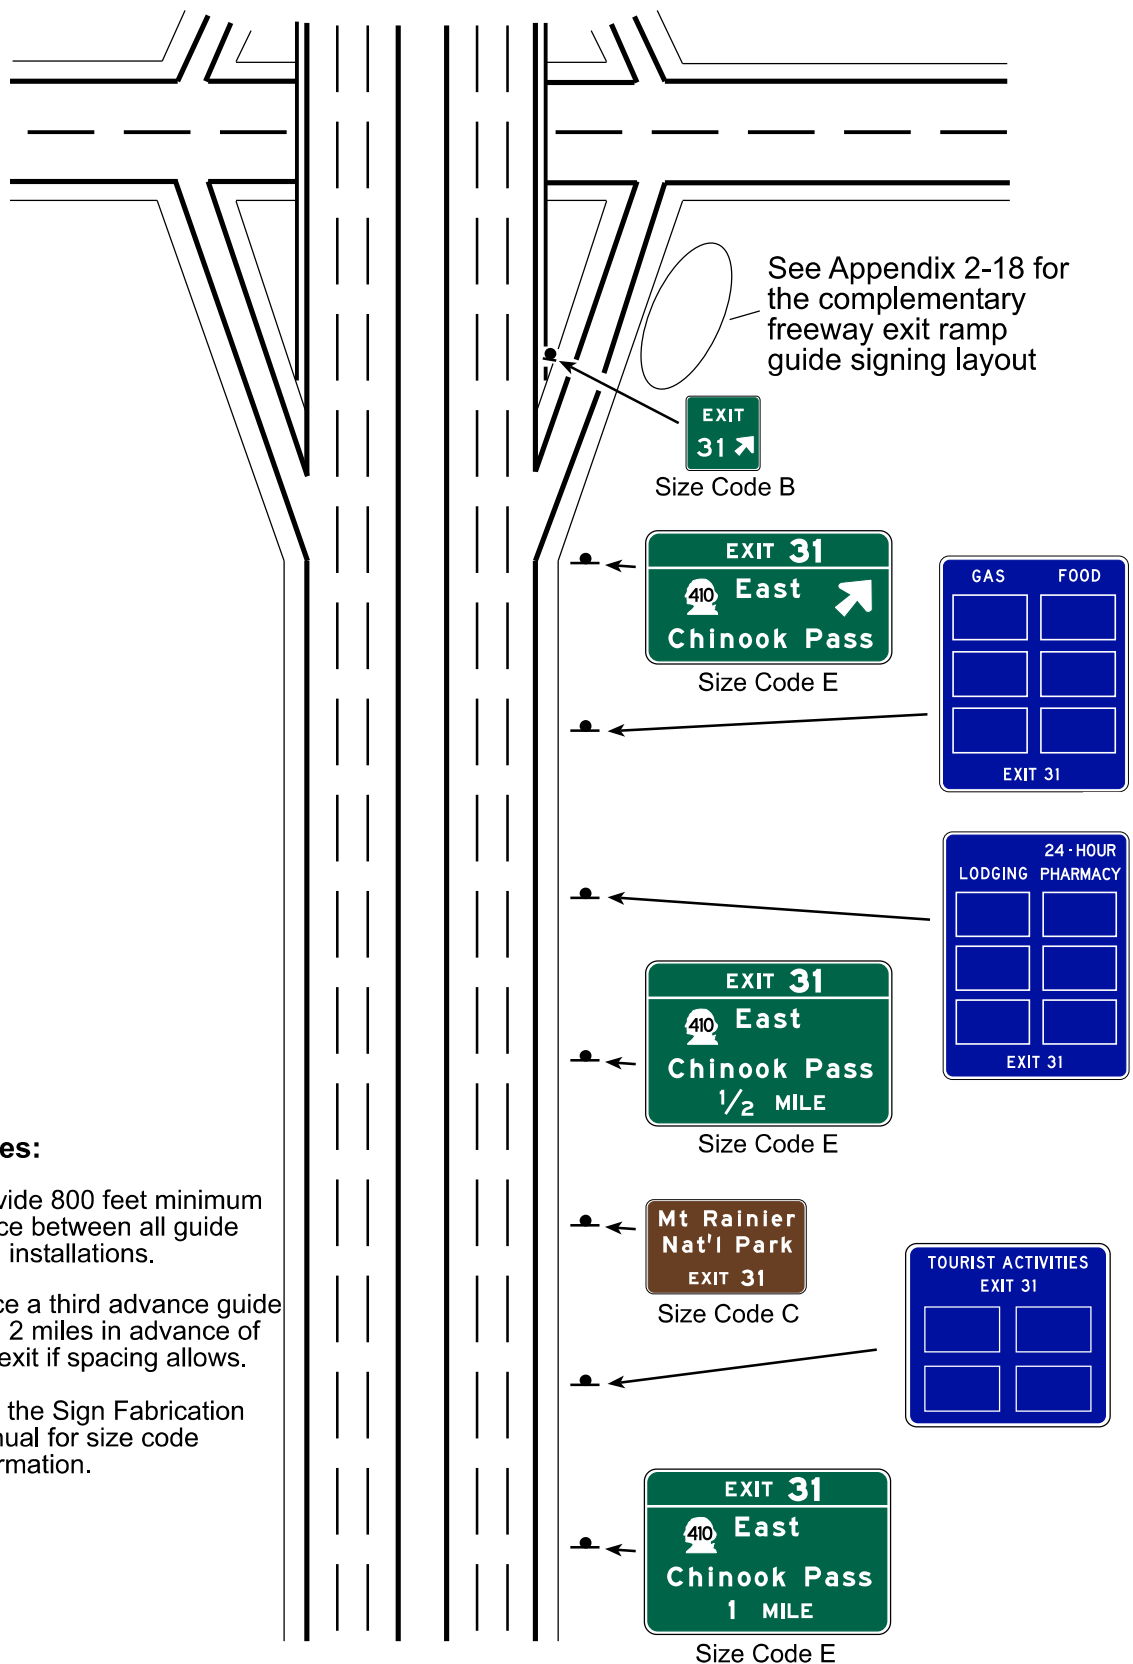 See Appendix 2-18 for
the complementary
freeway exit ramp
guide signing layout
EXIT
31
Size Code B
EXIT 31
410 East
Chinook Pass
Size Code E
GAS FOOD
EXIT 31
24-HOUR
LODGING PHARMACY
EXIT 31
EXIT 31
410 East
Chinook Pass
1/2 MILE
Size Code E
Mt Rainier
Nat'l Park
EXIT 31
Size Code C
TOURIST ACTIVITIES
EXIT 31
EXIT 31
410 East
Chinook Pass
1 MILE
Size Code E
es:
vide 800 feet minimum
ce between all guide
installations.
ce a third advance guide
2 miles in advance of
exit if spacing allows.
the Sign Fabrication
nual for size code
rmation.